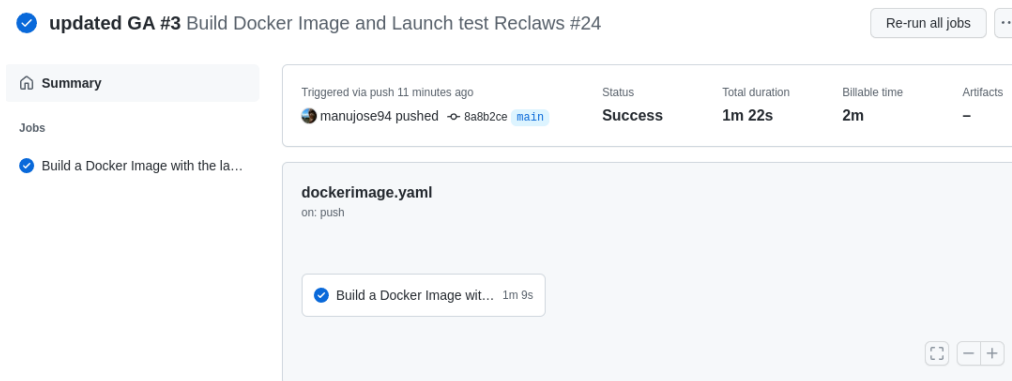 updated GA #3 Build Docker Image and Launch test Reclaws #24
Re-run all jobs
Summary
Jobs
Build a Docker Image with the la…
Triggered via push 11 minutes ago
manujose94 pushed 8a8b2ce main
Status
Success
Total duration
1m 22s
Billable time
2m
Artifacts
–
dockerimage.yaml
on: push
Build a Docker Image wit… 1m 9s